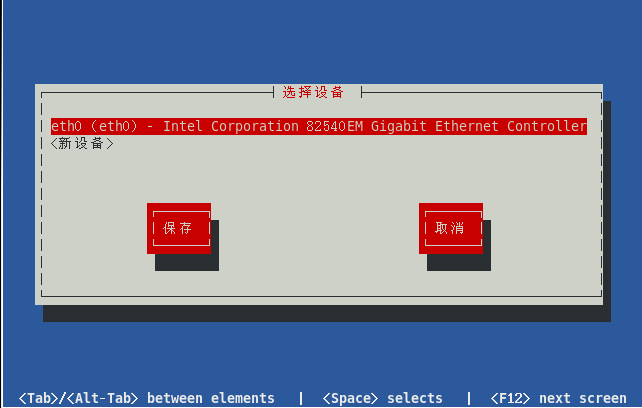 选择设备
eth0 (eth0) - Intel Corporation 82540EM Gigabit Ethernet Controller
<新设备>
保存 取消
<Tab>/<Alt-Tab> between elements | <Space> selects | <F12> next screen